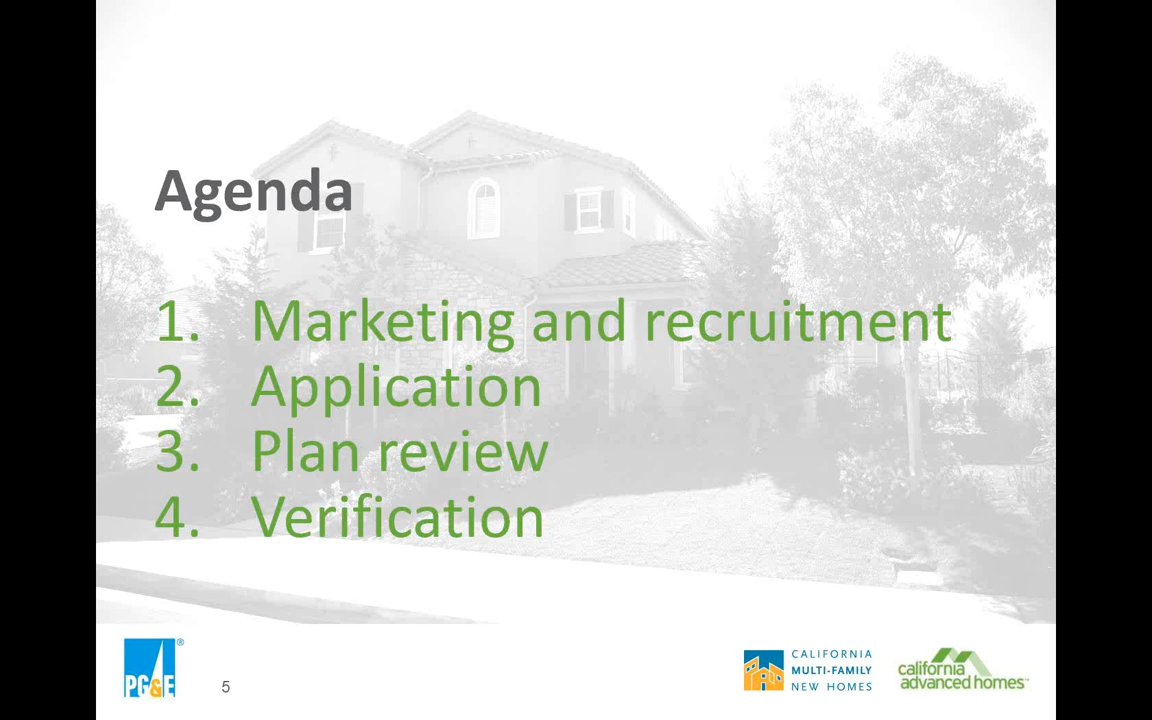 Agenda
1. Marketing and recruitment
2. Application
3. Plan review
4. Verification
PG&E®
5
CALIFORNIA
MULTI-FAMILY
NEW HOMES
california
advanced homes™